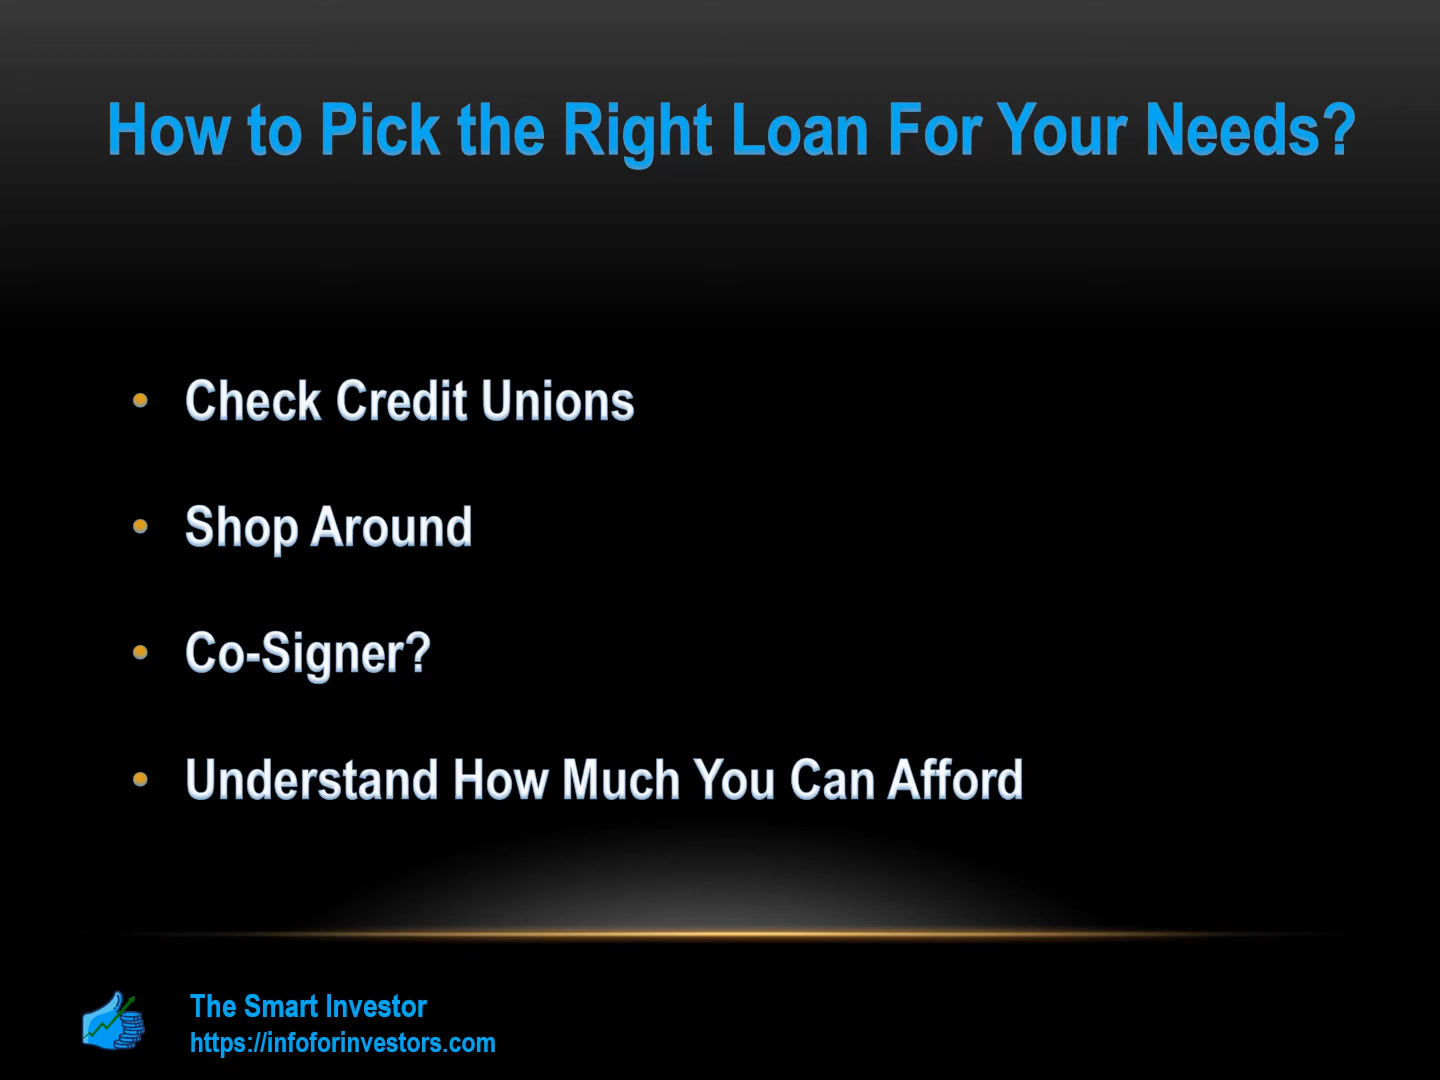 How to Pick the Right Loan For Your Needs?
• Check Credit Unions
• Shop Around
• Co-Signer?
• Understand How Much You Can Afford
The Smart Investor
https://infoforinvestors.com